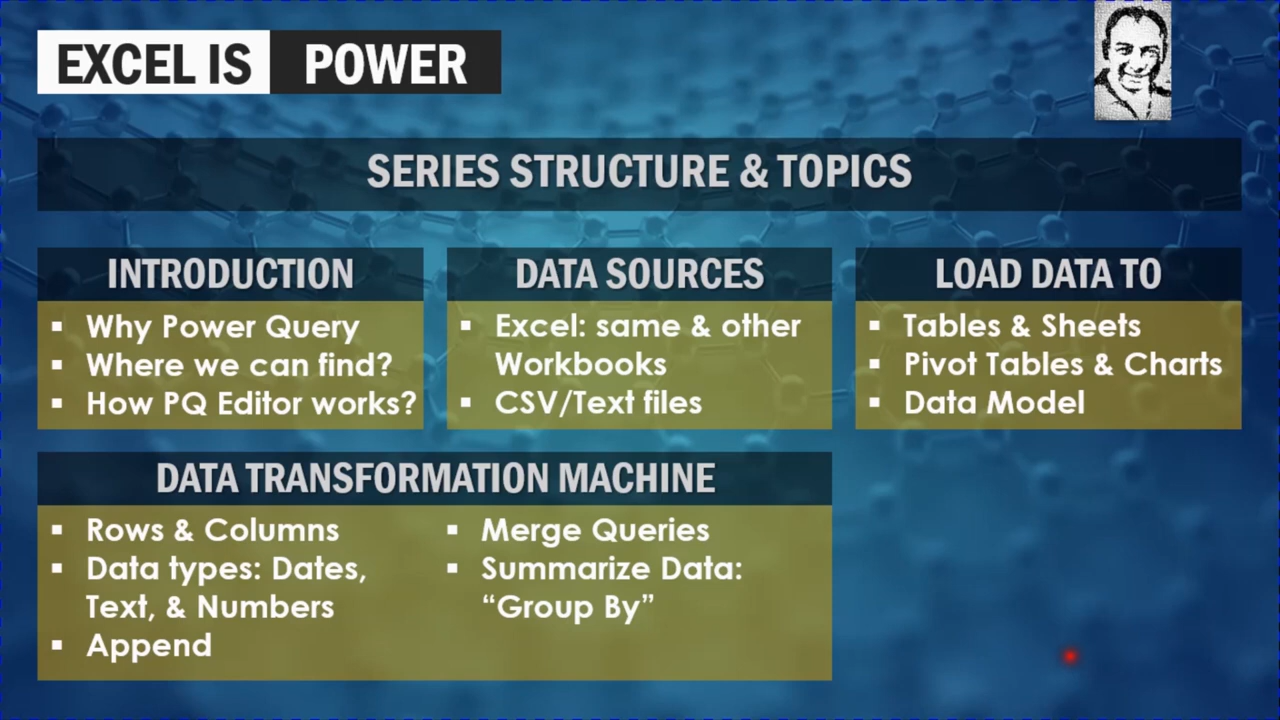 EXCEL IS POWER
SERIES STRUCTURE & TOPICS
INTRODUCTION
▪ Why Power Query
▪ Where we can find?
▪ How PQ Editor works?
DATA SOURCES
▪ Excel: same & other
Workbooks
▪ CSV/Text files
LOAD DATA TO
▪ Tables & Sheets
▪ Pivot Tables & Charts
▪ Data Model
DATA TRANSFORMATION MACHINE
▪ Rows & Columns
▪ Data types: Dates,
Text, & Numbers
▪ Append
▪ Merge Queries
▪ Summarize Data:
“Group By”